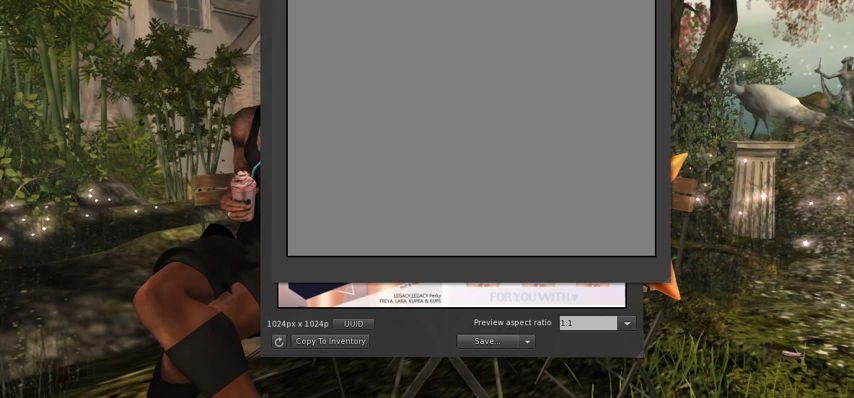 LEGACY,LEGACY Perky
FREYA, LARA, KUPRA & KUPS
FOR YOU WITH ♥
1024px x 1024p
UUID
Preview aspect ratio
1:1
Copy To Inventory
Save...